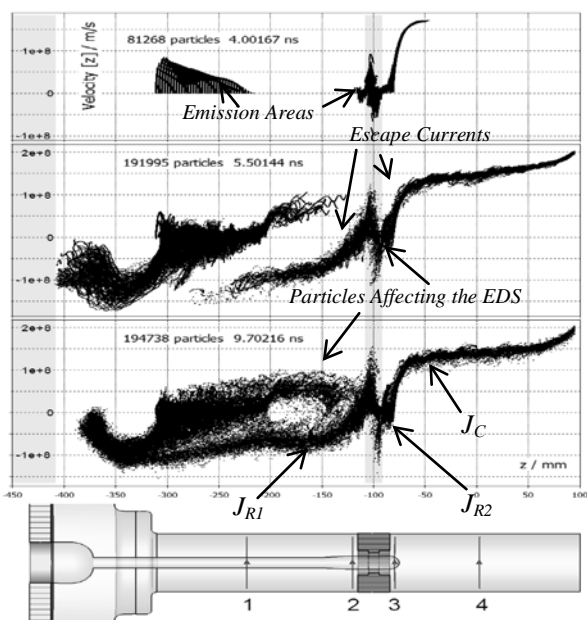 Velocity [z] / m/s
1e+8
0
-1e+8
81268 particles 4.00167 ns
Emission Areas
Escape Currents
2e+8
1e+8
0
-1e+8
191995 particles 5.50144 ns
Particles Affecting the EDS
2e+8
1e+8
0
-1e+8
194738 particles 9.70216 ns
J_C
z / mm
-450 -400 -350 -300 -250 -200 -150 -100 -50 0 50 100
J_R1
J_R2
1 2 3 4